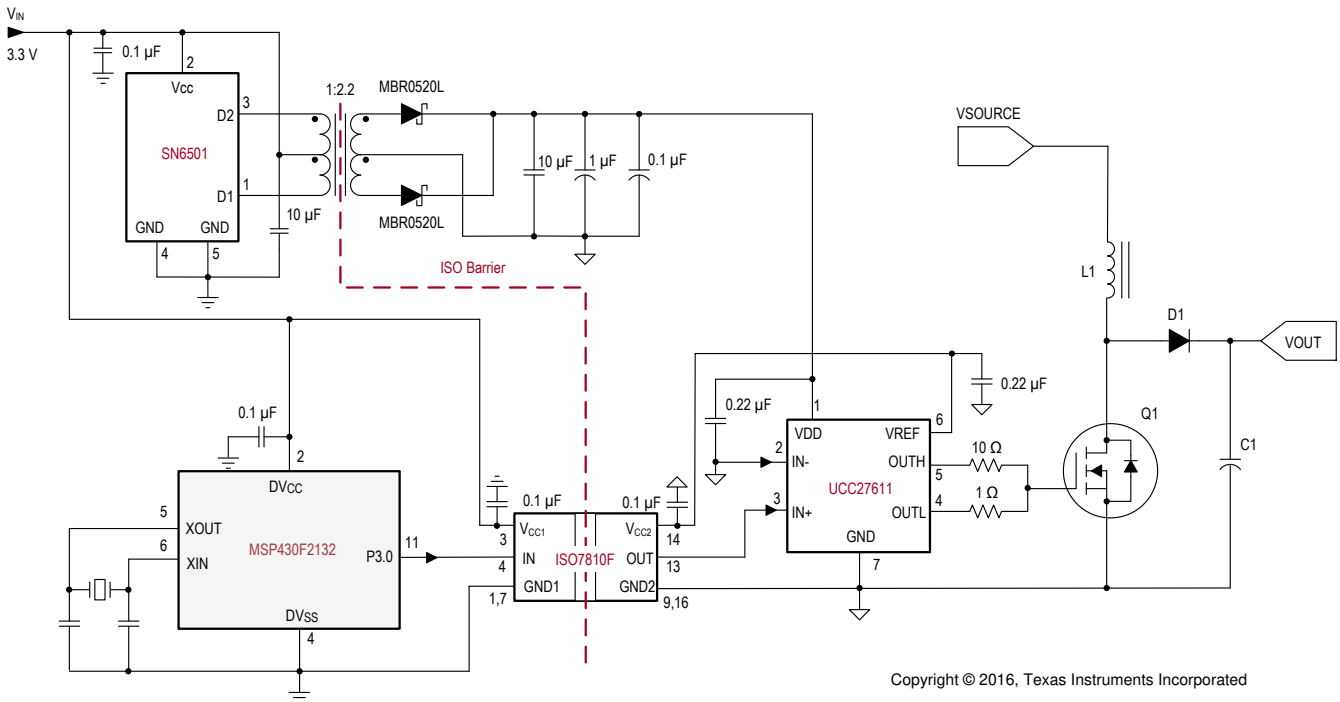 VIN
3.3 V
0.1 µF
2
Vcc
3
D2
SN6501
1
D1
GND
GND
4
5
10 µF
1:2.2
MBR0520L
MBR0520L
10 µF
1 µF
0.1 µF
ISO Barrier
VSOURCE
L1
D1
VOUT
Q1
C1
0.1 µF
2
DVCC
5
XOUT
6
XIN
MSP430F2132
P3.0
11
DVSS
4
0.1 µF
VCC1
3
IN
4
GND1
1,7
ISO7810F
0.1 µF
VCC2
14
OUT
13
GND2
9,16
0.22 µF
0.22 µF
1
VDD
2
IN-
3
IN+
UCC27611
VREF
6
OUTH
5
OUTL
4
GND
7
10 Ω
1 Ω
Copyright © 2016, Texas Instruments Incorporated